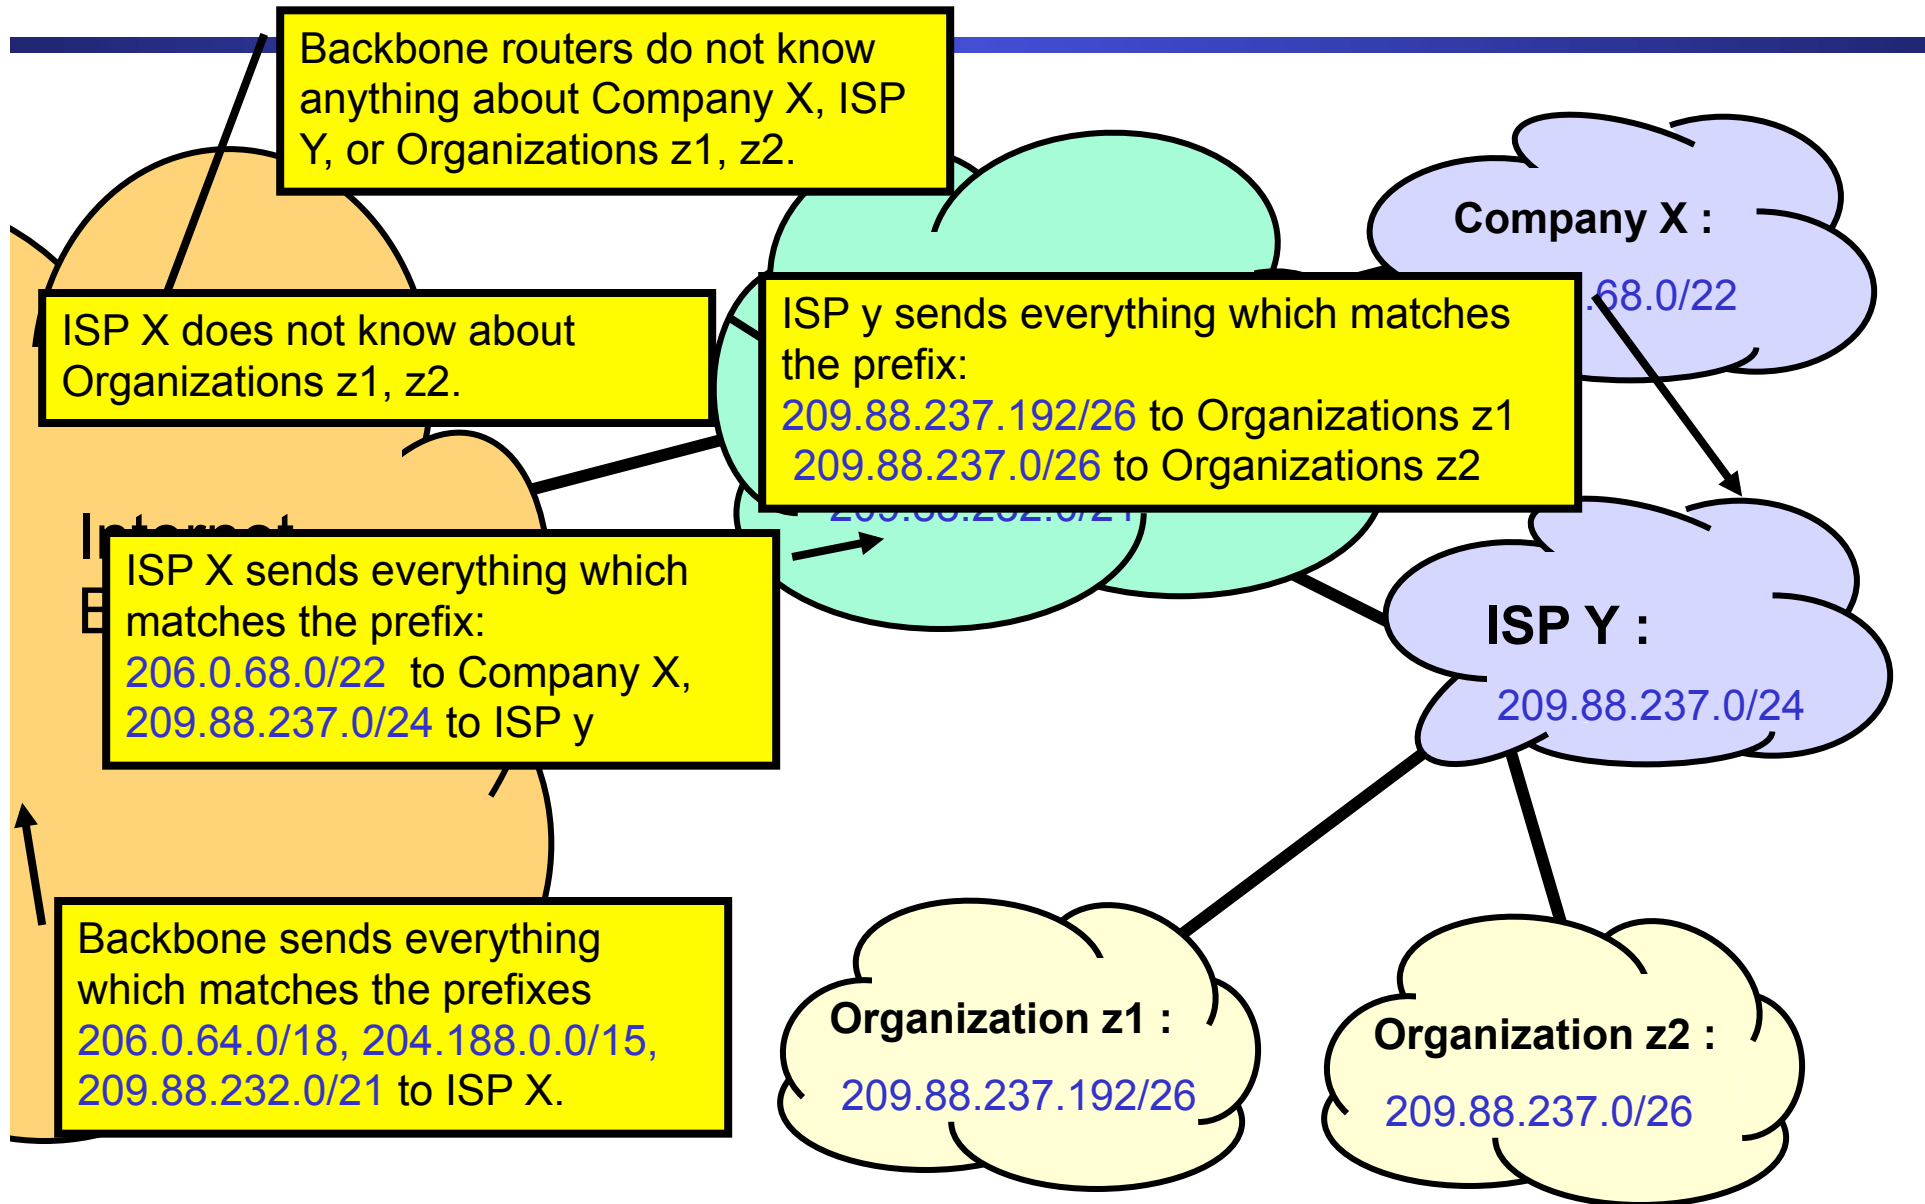 Backbone routers do not know
anything about Company X, ISP
Y, or Organizations z1, z2.
Company X :
.68.0/22
ISP X does not know about
Organizations z1, z2.
ISP y sends everything which matches
the prefix:
209.88.237.192/26 to Organizations z1
209.88.237.0/26 to Organizations z2
ISP X sends everything which
matches the prefix:
206.0.68.0/22 to Company X,
209.88.237.0/24 to ISP y
ISP Y :
209.88.237.0/24
Backbone sends everything
which matches the prefixes
206.0.64.0/18, 204.188.0.0/15,
209.88.232.0/21 to ISP X.
Organization z1 :
209.88.237.192/26
Organization z2 :
209.88.237.0/26